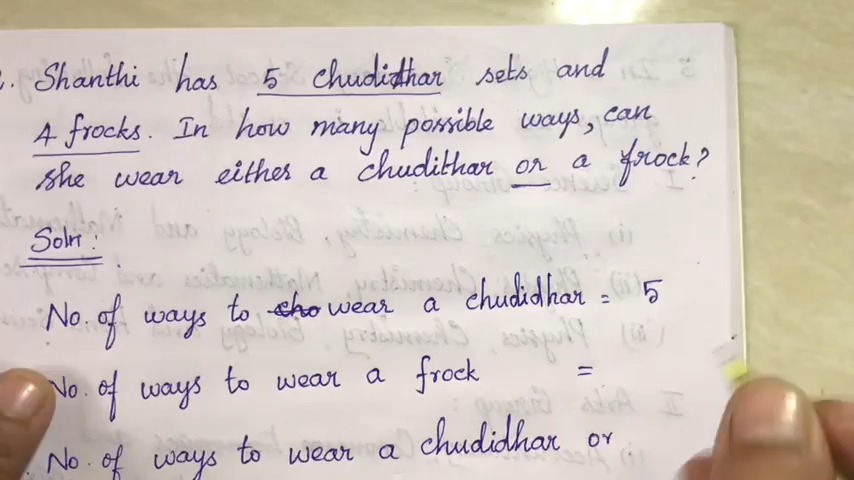 . Shanthi has 5 chudidhar sets and
4 frocks. In how many possible ways, can
she wear either a chudithar or a frock?
Soln:
No. of ways to wear a chudidhar = 5
No. of ways to wear a frock =
No. of ways to wear a chudidhar or